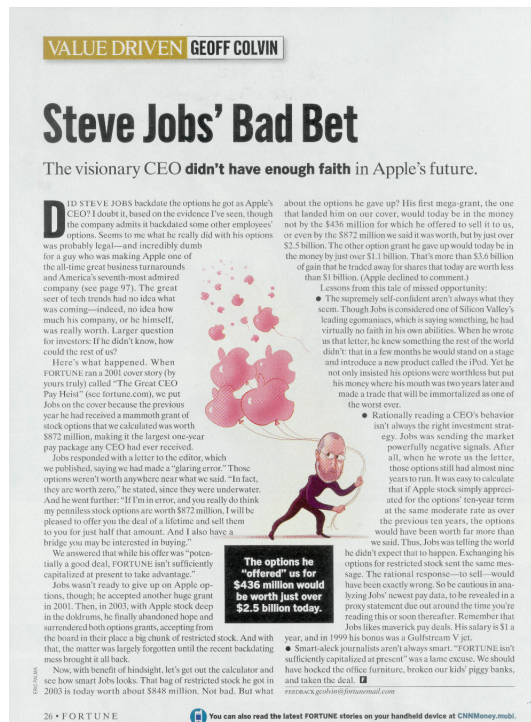 VALUE DRIVEN GEOFF COLVIN
Steve Jobs' Bad Bet
The visionary CEO didn't have enough faith in Apple's future.
DID STEVE JOBS backdate the options he got as Apple's
CEO? I doubt it, based on the evidence I've seen, though
the company admits it backdated some other employees'
options. Seems to me what he really did with his options
was probably legal—and incredibly dumb
for a guy who was making Apple one of
the all-time great business turnarounds
and America's seventh-most admired
company (see page 97). The great
seer of tech trends had no idea what
was coming—indeed, no idea how
much his company, or he himself,
was really worth. Larger question
for investors: If he didn't know, how
could the rest of us?
Here's what happened. When
FORTUNE ran a 2001 cover story (by
yours truly) called "The Great CEO
Pay Heist" (see fortune.com), we put
Jobs on the cover because the previous
year he had received a mammoth grant of
stock options that we calculated was worth
$872 million, making it the largest one-year
pay package any CEO had ever received.
Jobs responded with a letter to the editor, which
we published, saying we had made a "glaring error." Those
options weren't worth anywhere near what we said. "In fact,
they are worth zero," he stated, since they were underwater.
And he went further: "If I'm in error, and you really do think
my penniless stock options are worth $872 million, I will be
pleased to offer you the deal of a lifetime and sell them
to you for just half that amount. And I also have a
bridge you may be interested in buying."
We answered that while his offer was "poten-
tially a good deal, FORTUNE isn't sufficiently
capitalized at present to take advantage."
Jobs wasn't ready to give up on Apple op-
tions, though; he accepted another huge grant
in 2001. Then, in 2003, with Apple stock deep
in the doldrums, he finally abandoned hope and
surrendered both options grants, accepting from
the board in their place a big chunk of restricted stock. And with
that, the matter was largely forgotten until the recent backdating
mess brought it all back.
Now, with benefit of hindsight, let's get out the calculator and
see how smart Jobs looks. That bag of restricted stock he got in
2003 is today worth about $848 million. Not bad. But what
about the options he gave up? His first mega-grant, the one
that landed him on our cover, would today be in the money
not by the $436 million for which he offered to sell it to us,
or even by the $872 million we said it was worth, but by just over
$2.5 billion. The other option grant he gave up would today be in
the money by just over $1.1 billion. That's more than $3.6 billion
of gain that he traded away for shares that today are worth less
than $1 billion. (Apple declined to comment.)
Lessons from this tale of missed opportunity:
● The supremely self-confident aren't always what they
seem. Though Jobs is considered one of Silicon Valley's
leading egomaniacs, which is saying something, he had
virtually no faith in his own abilities. When he wrote
us that letter, he knew something the rest of the world
didn't: that in a few months he would stand on a stage
and introduce a new product called the iPod. Yet he
not only insisted his options were worthless but put
his money where his mouth was two years later and
made a trade that will be immortalized as one of
the worst ever.
● Rationally reading a CEO's behavior
isn't always the right investment strat-
egy. Jobs was sending the market
powerfully negative signals. After
all, when he wrote us the letter,
those options still had almost nine
years to run. It was easy to calculate
that if Apple stock simply appreci-
ated for the options' ten-year term
at the same moderate rate as over
the previous ten years, the options
would have been worth far more than
we said. Thus, Jobs was telling the world
he didn't expect that to happen. Exchanging his
options for restricted stock sent the same mes-
sage. The rational response—to sell—would
have been exactly wrong. So be cautious in ana-
lyzing Jobs' newest pay data, to be revealed in a
proxy statement due out around the time you're
reading this or soon thereafter. Remember that
Jobs likes maverick pay deals. His salary is $1 a
year, and in 1999 his bonus was a Gulfstream V jet.
● Smart-aleck journalists aren't always smart. "FORTUNE isn't
sufficiently capitalized at present" was a lame excuse. We should
have hocked the office furniture, broken our kids' piggy banks,
and taken the deal. F
FEEDBACK gcolvin@fortunemail.com
The options he
"offered" us for
$436 million would
be worth just over
$2.5 billion today.
ERIC PALMA
26 • FORTUNE
You can also read the latest FORTUNE stories on your handheld device at CNNMoney.mobi.